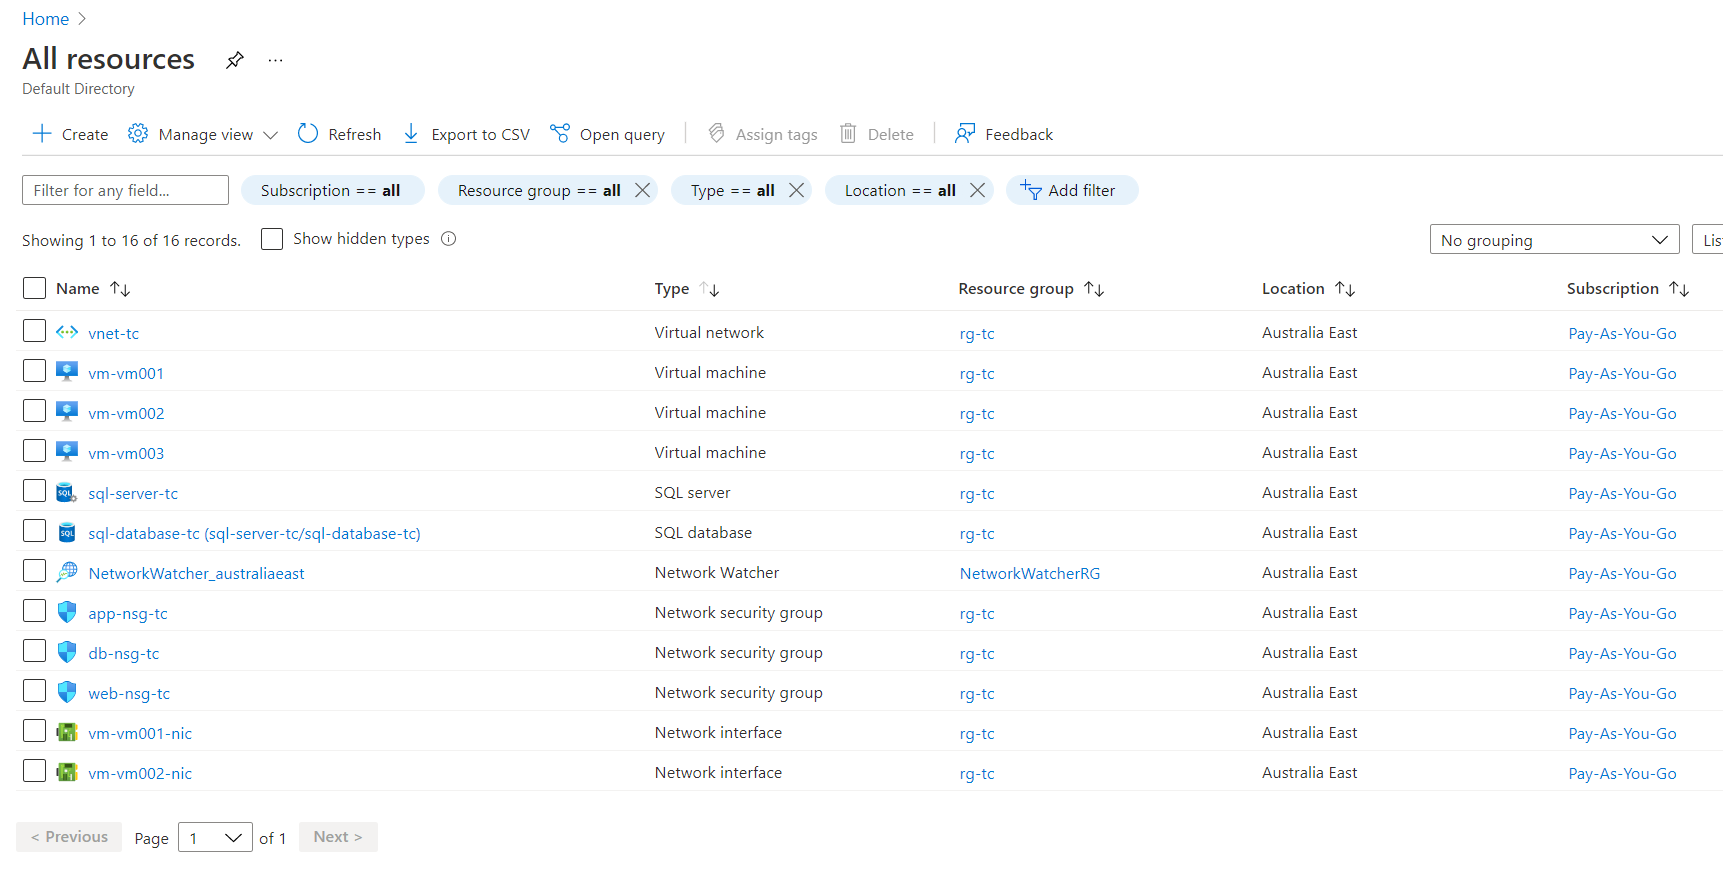 Home >
All resources ...
Default Directory
Create Manage view Refresh Export to CSV Open query Assign tags Delete Feedback
Filter for any field... Subscription == all Resource group == all Type == all Location == all Add filter
Showing 1 to 16 of 16 records. Show hidden types No grouping Lis
Name Type Resource group Location Subscription
vnet-tc Virtual network rg-tc Australia East Pay-As-You-Go
vm-vm001 Virtual machine rg-tc Australia East Pay-As-You-Go
vm-vm002 Virtual machine rg-tc Australia East Pay-As-You-Go
vm-vm003 Virtual machine rg-tc Australia East Pay-As-You-Go
SQL sql-server-tc SQL server rg-tc Australia East Pay-As-You-Go
SQL sql-database-tc (sql-server-tc/sql-database-tc) SQL database rg-tc Australia East Pay-As-You-Go
NetworkWatcher_australiaeast Network Watcher NetworkWatcherRG Australia East Pay-As-You-Go
app-nsg-tc Network security group rg-tc Australia East Pay-As-You-Go
db-nsg-tc Network security group rg-tc Australia East Pay-As-You-Go
web-nsg-tc Network security group rg-tc Australia East Pay-As-You-Go
vm-vm001-nic Network interface rg-tc Australia East Pay-As-You-Go
vm-vm002-nic Network interface rg-tc Australia East Pay-As-You-Go
< Previous Page 1 of 1 Next >